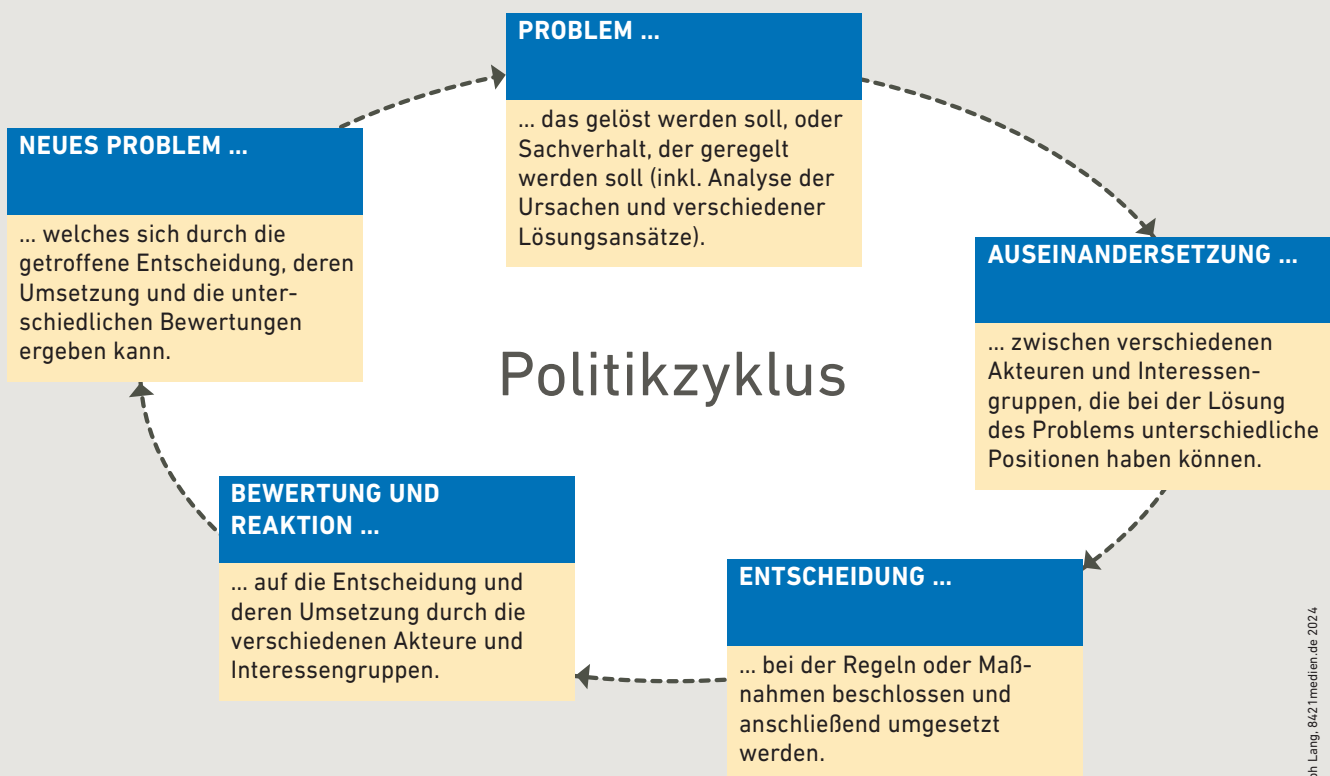 PROBLEM ...
... das gelöst werden soll, oder
Sachverhalt, der geregelt
werden soll (inkl. Analyse der
Ursachen und verschiedener
Lösungsansätze).
AUSEINANDERSETZUNG ...
... zwischen verschiedenen
Akteuren und Interessen-
gruppen, die bei der Lösung
des Problems unterschiedliche
Positionen haben können.
ENTSCHEIDUNG ...
... bei der Regeln oder Maß-
nahmen beschlossen und
anschließend umgesetzt
werden.
BEWERTUNG UND
REAKTION ...
... auf die Entscheidung und
deren Umsetzung durch die
verschiedenen Akteure und
Interessengruppen.
NEUES PROBLEM ...
... welches sich durch die
getroffene Entscheidung, deren
Umsetzung und die unter-
schiedlichen Bewertungen
ergeben kann.
Politikzyklus
Lang, 8421medien.de 2024